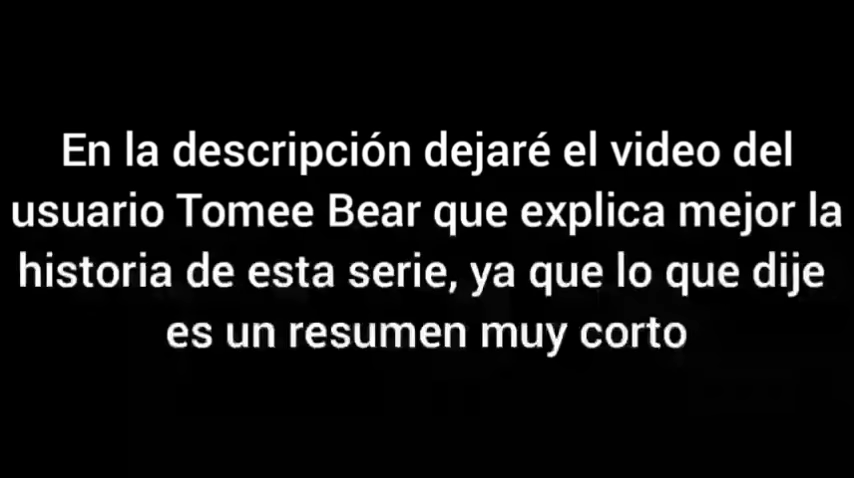 En la descripción dejaré el video del
usuario Tomee Bear que explica mejor la
historia de esta serie, ya que lo que dije
es un resumen muy corto